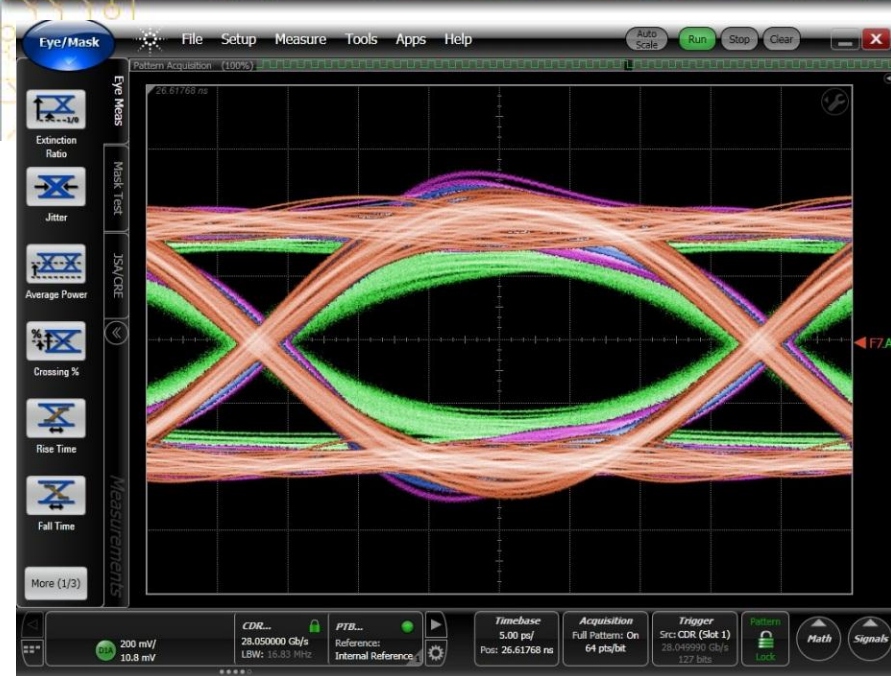 Eye/Mask
File Setup Measure Tools Apps Help
Auto Scale
Run
Stop
Clear
Pattern Acquisition (100%)
26.61768 ns
Eye Meas
Mask Test
JSA/CRE
Measurements
Extinction
Ratio
Jitter
Average Power
Crossing %
Rise Time
Fall Time
More (1/3)
F7
D1A
200 mV/
10.8 mV
CDR...
28.050000 Gb/s
LBW: 16.83 MHz
PTB...
Reference:
Internal Reference
1
Timebase
5.00 ps/
Pos: 26.61768 ns
Acquisition
Full Pattern: On
64 pts/bit
Trigger
Src: CDR (Slot 1)
28.049990 Gb/s
127 bits
Pattern
Lock
Math
Signals